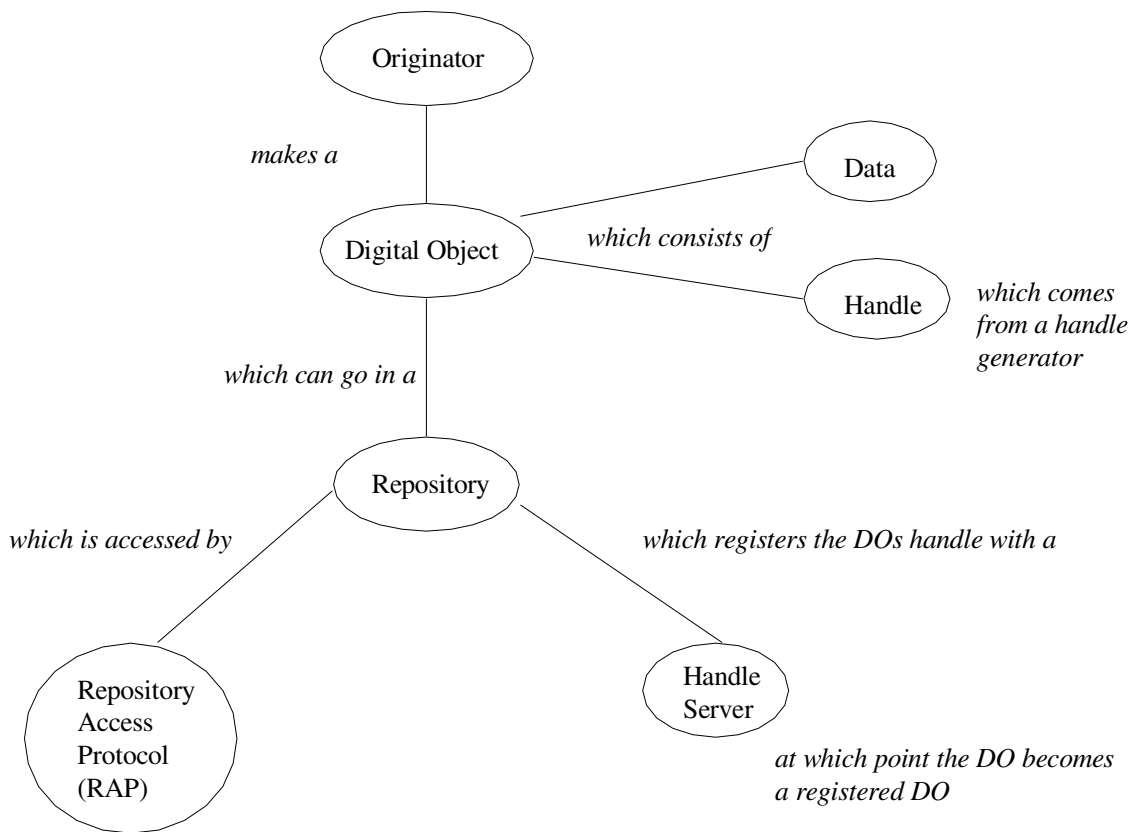 Originator
makes a
Data
which consists of
Digital Object
Handle
which comes
from a handle
generator
which can go in a
Repository
which is accessed by
which registers the DOs handle with a
Repository
Access
Protocol
(RAP)
Handle
Server
at which point the DO becomes
a registered DO